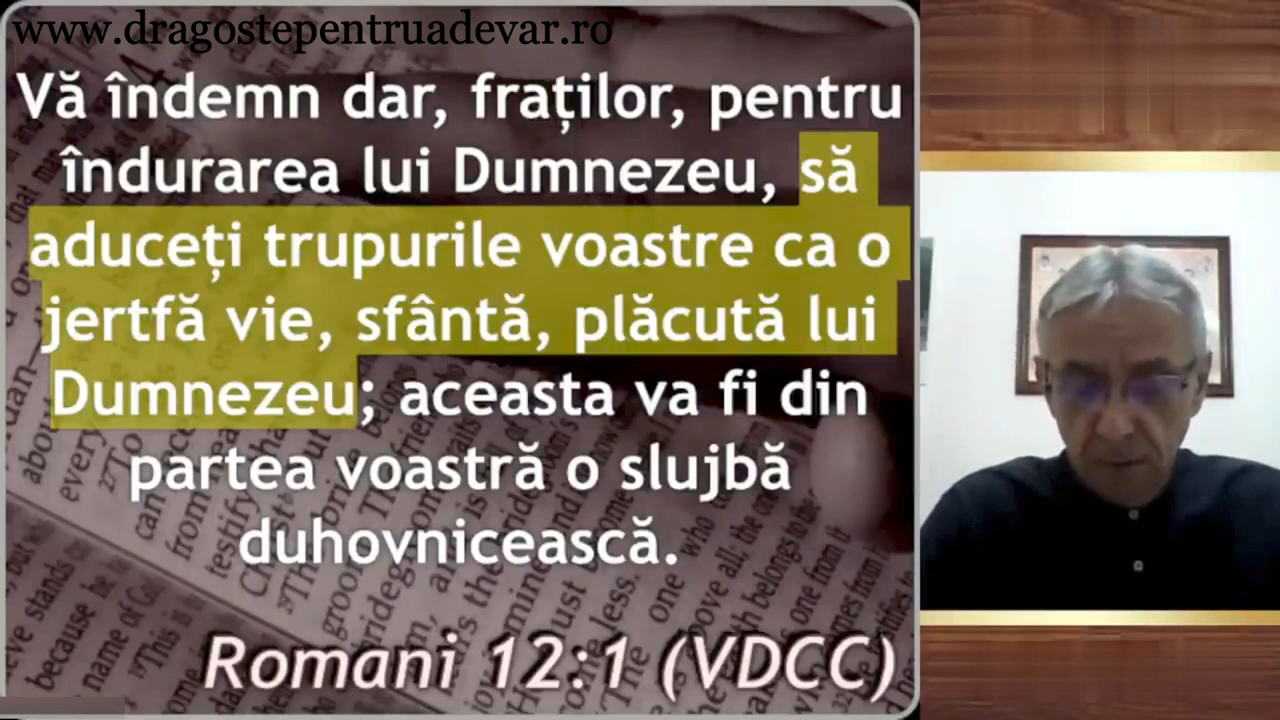 www.dragostepentruadevar.ro
Vă îndemn dar, fraților, pentru
îndurarea lui Dumnezeu, să
aduceți trupurile voastre ca o
jertfă vie, sfântă, plăcută lui
Dumnezeu; aceasta va fi din
partea voastră o slujbă
duhovnicească.
Romani 12:1 (VDCC)